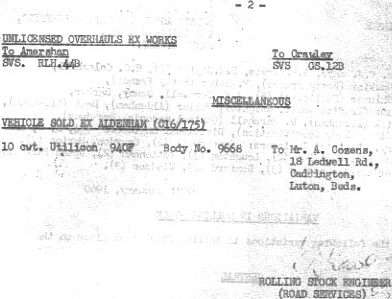 - 2 -
UNLICENSED OVERHAULS EX WORKS
To Amersham To Crawley
SVS. RLH.44B SVS GS.12B
MISCELLANEOUS
VEHICLE SOLD EX ALDENHAM (C16/175)
10 cwt. Utilicon 940F Body No. 9668 To Mr. A. Cozens,
18 Ledwell Rd.,
Caddington,
Luton, Beds.
ROLLING STOCK ENGINEER
(ROAD SERVICES)